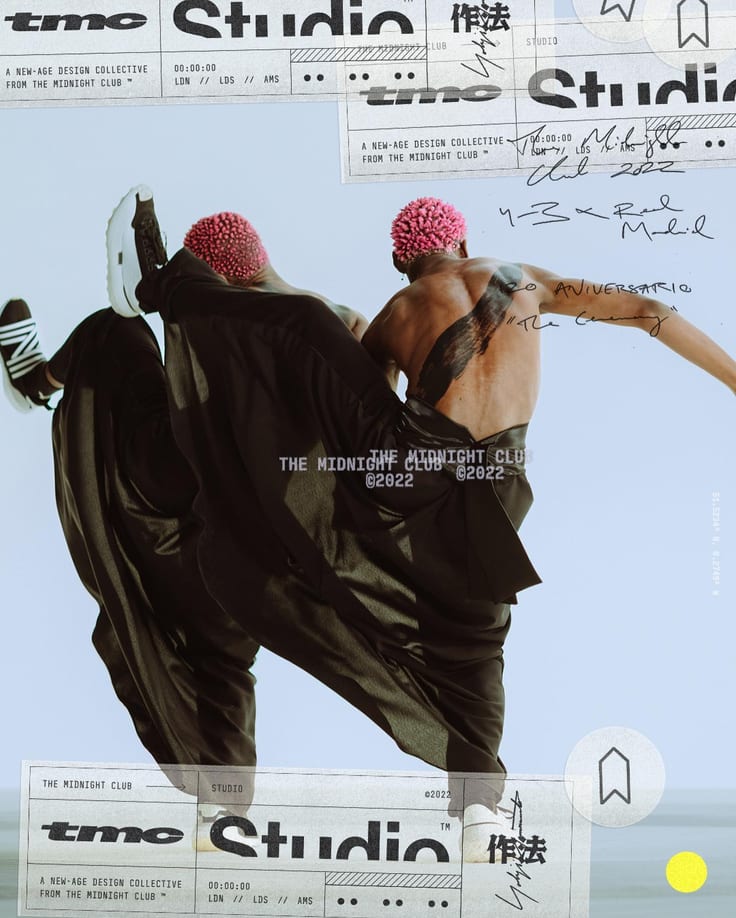 tmc
Studio
作法
A NEW-AGE DESIGN COLLECTIVE
FROM THE MIDNIGHT CLUB ™
00:00:00
LDN // LDS // AMS
THE MIDNIGHT CLUB
STUDIO
tmc
Studio
A NEW-AGE DESIGN COLLECTIVE
FROM THE MIDNIGHT CLUB ™
00:00:00
LDN // LDS // AMS
The Midnight
Club 2022
Y-3 x Real
Madrid
20 ANIVERSARIO
"The Ceremony"
THE MIDNIGHT CLUB
©2022
THE MIDNIGHT CLUB
©2022
THE MIDNIGHT CLUB
STUDIO
©2022
tmc
Studio™
作法
A NEW-AGE DESIGN COLLECTIVE
FROM THE MIDNIGHT CLUB ™
00:00:00
LDN // LDS // AMS